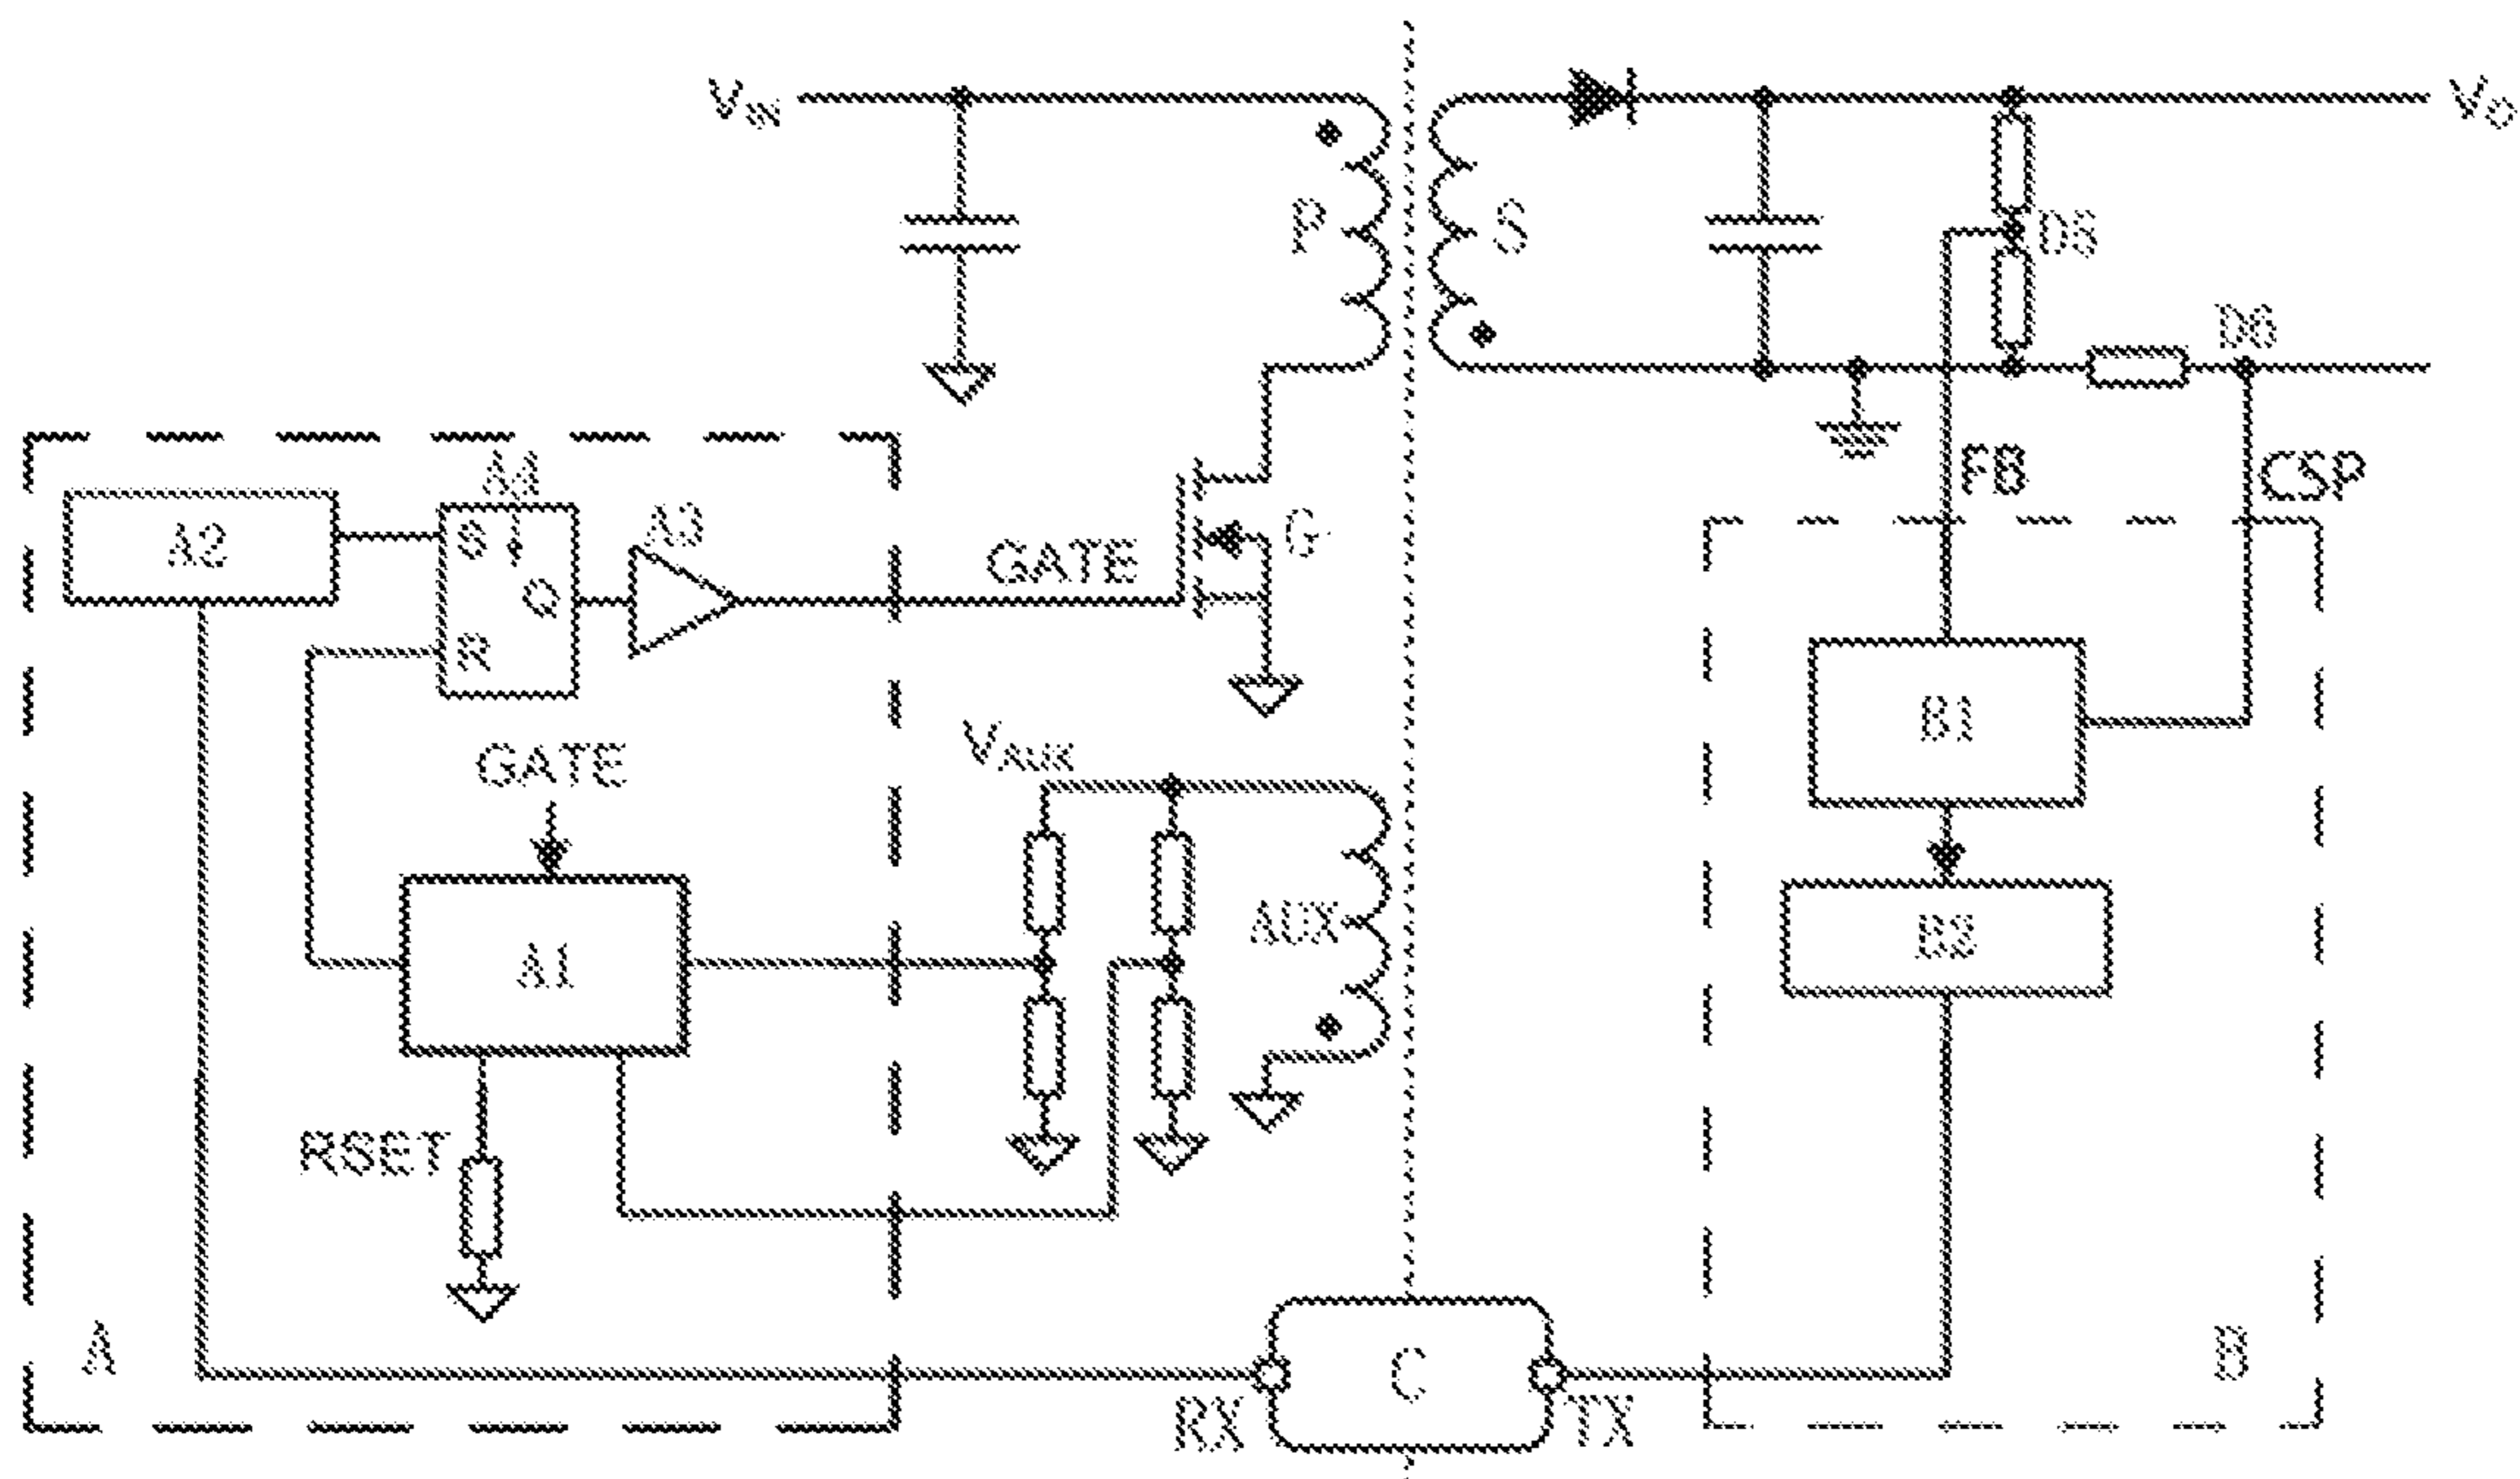 VIN
VO
P
S
D5
D6
A4
FB
CSP
A2
S
A3
GATE
G
Q
R
B1
VAUX
GATE
AUX
B2
A1
RSET
A
C
B
RX
TX